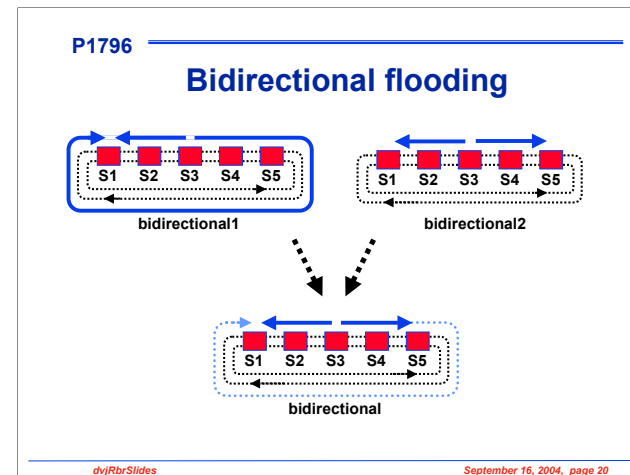 P1796
Bidirectional flooding
S1 S2 S3 S4 S5
bidirectional1
S1 S2 S3 S4 S5
bidirectional2
S1 S2 S3 S4 S5
bidirectional
dvjRbrSlides September 16, 2004, page 20